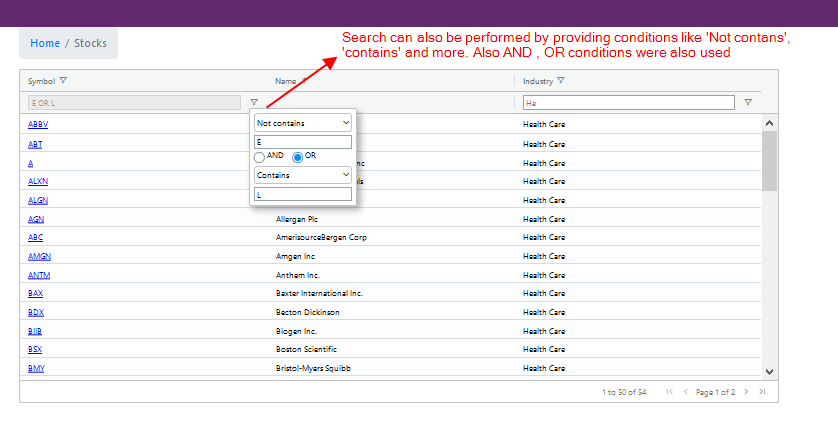 Search can also be performed by providing conditions like 'Not contans',
'contains' and more. Also AND , OR conditions were also used
Home / Stocks
Symbol Name Industry
E OR L He
Not contains
E
AND OR
Contains
L
ABBV Health Care
ABT Health Care
A nc Health Care
ALXN ls Health Care
ALGN Health Care
AGN Allergan Plc Health Care
ABC AmerisourceBergen Corp Health Care
AMGN Amgen Inc Health Care
ANTM Anthem Inc. Health Care
BAX Baxter International Inc. Health Care
BDX Becton Dickinson Health Care
BIIB Biogen Inc. Health Care
BSX Boston Scientific Health Care
BMY Bristol-Myers Squibb Health Care
1 to 50 of 54 Page 1 of 2